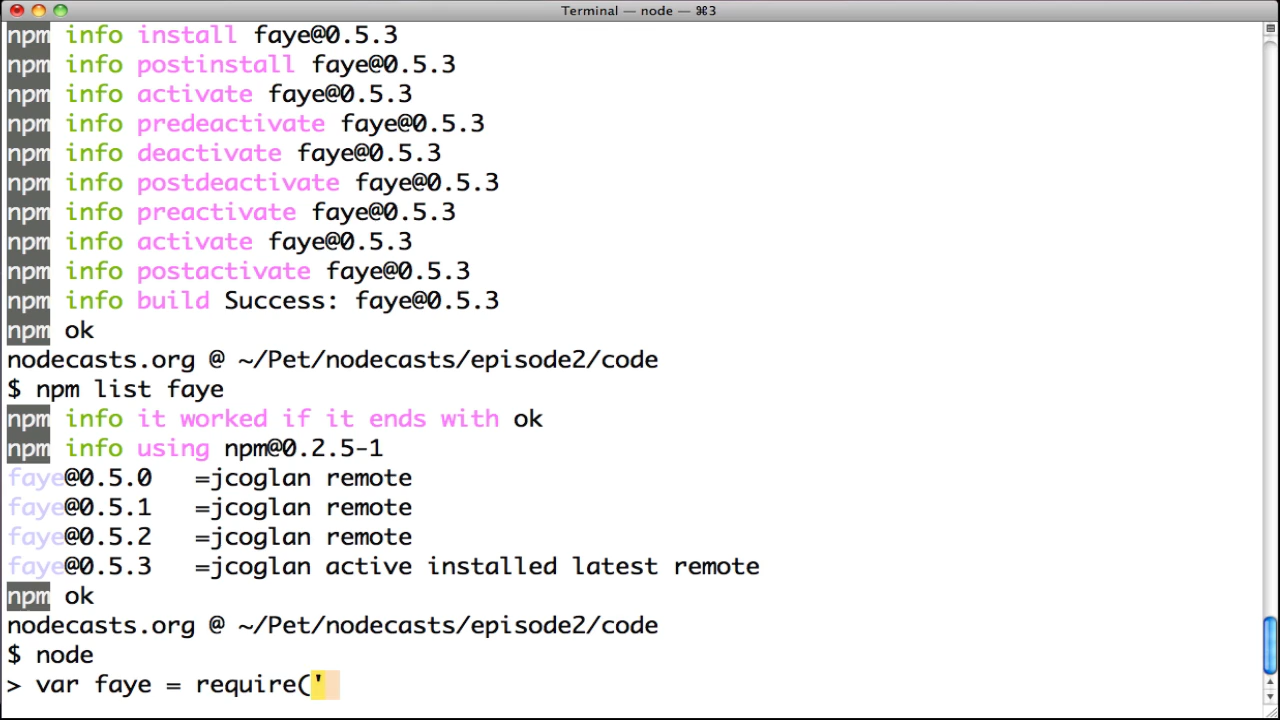 Terminal — node — ⌘3
npm info install faye@0.5.3
npm info postinstall faye@0.5.3
npm info activate faye@0.5.3
npm info predeactivate faye@0.5.3
npm info deactivate faye@0.5.3
npm info postdeactivate faye@0.5.3
npm info preactivate faye@0.5.3
npm info activate faye@0.5.3
npm info postactivate faye@0.5.3
npm info build Success: faye@0.5.3
npm ok
nodecasts.org @ ~/Pet/nodecasts/episode2/code
$ npm list faye
npm info it worked if it ends with ok
npm info using npm@0.2.5-1
faye@0.5.0 =jcoglan remote
faye@0.5.1 =jcoglan remote
faye@0.5.2 =jcoglan remote
faye@0.5.3 =jcoglan active installed latest remote
npm ok
nodecasts.org @ ~/Pet/nodecasts/episode2/code
$ node
> var faye = require('